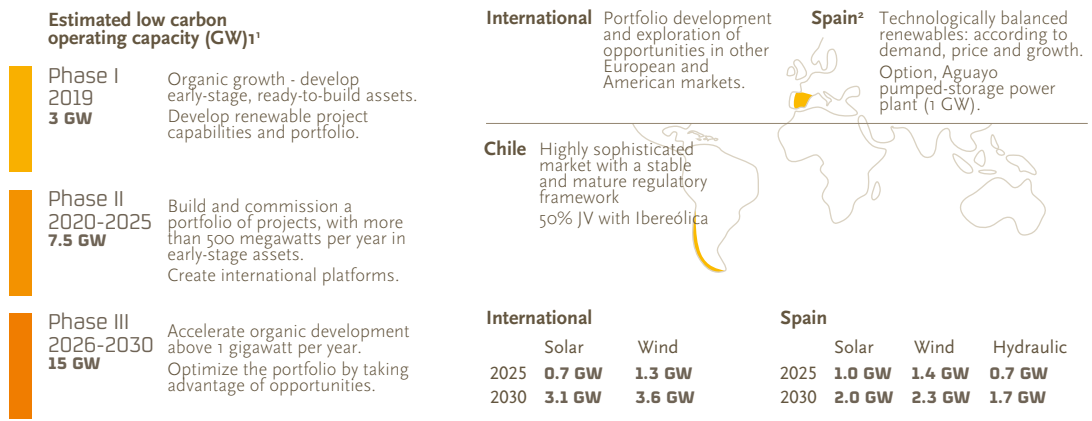 Estimated low carbon
operating capacity (GW)1¹
Phase I
2019
3 GW
Organic growth - develop
early-stage, ready-to-build assets.
Develop renewable project
capabilities and portfolio.
Phase II
2020-2025
7.5 GW
Build and commission a
portfolio of projects, with more
than 500 megawatts per year in
early-stage assets.
Create international platforms.
Phase III
2026-2030
15 GW
Accelerate organic development
above 1 gigawatt per year.
Optimize the portfolio by taking
advantage of opportunities.
International
Portfolio development
and exploration of
opportunities in other
European and
American markets.
Spain²
Technologically balanced
renewables: according to
demand, price and growth.
Option, Aguayo
pumped-storage power
plant (1 GW).
Chile
Highly sophisticated
market with a stable
and mature regulatory
framework
50% JV with Ibereólica
International
Solar Wind
2025 0.7 GW 1.3 GW
2030 3.1 GW 3.6 GW
Spain
Solar Wind Hydraulic
2025 1.0 GW 1.4 GW 0.7 GW
2030 2.0 GW 2.3 GW 1.7 GW